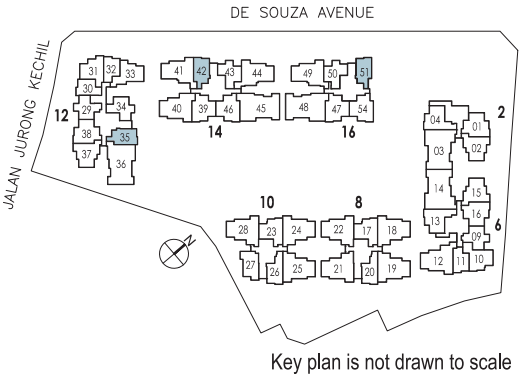 DE SOUZA AVENUE
JALAN JURONG KECHIL
31 32 33
30
29 34
12
38 35
37 36
41 42 43 44
40 39 46 45
14
49 50 51
48 47 54
16
2
04 01
03 02
14 15
13 16
6
09
12 11 10
10
28 23 24
27 26 25
8
22 17 18
21 20 19
N
Key plan is not drawn to scale